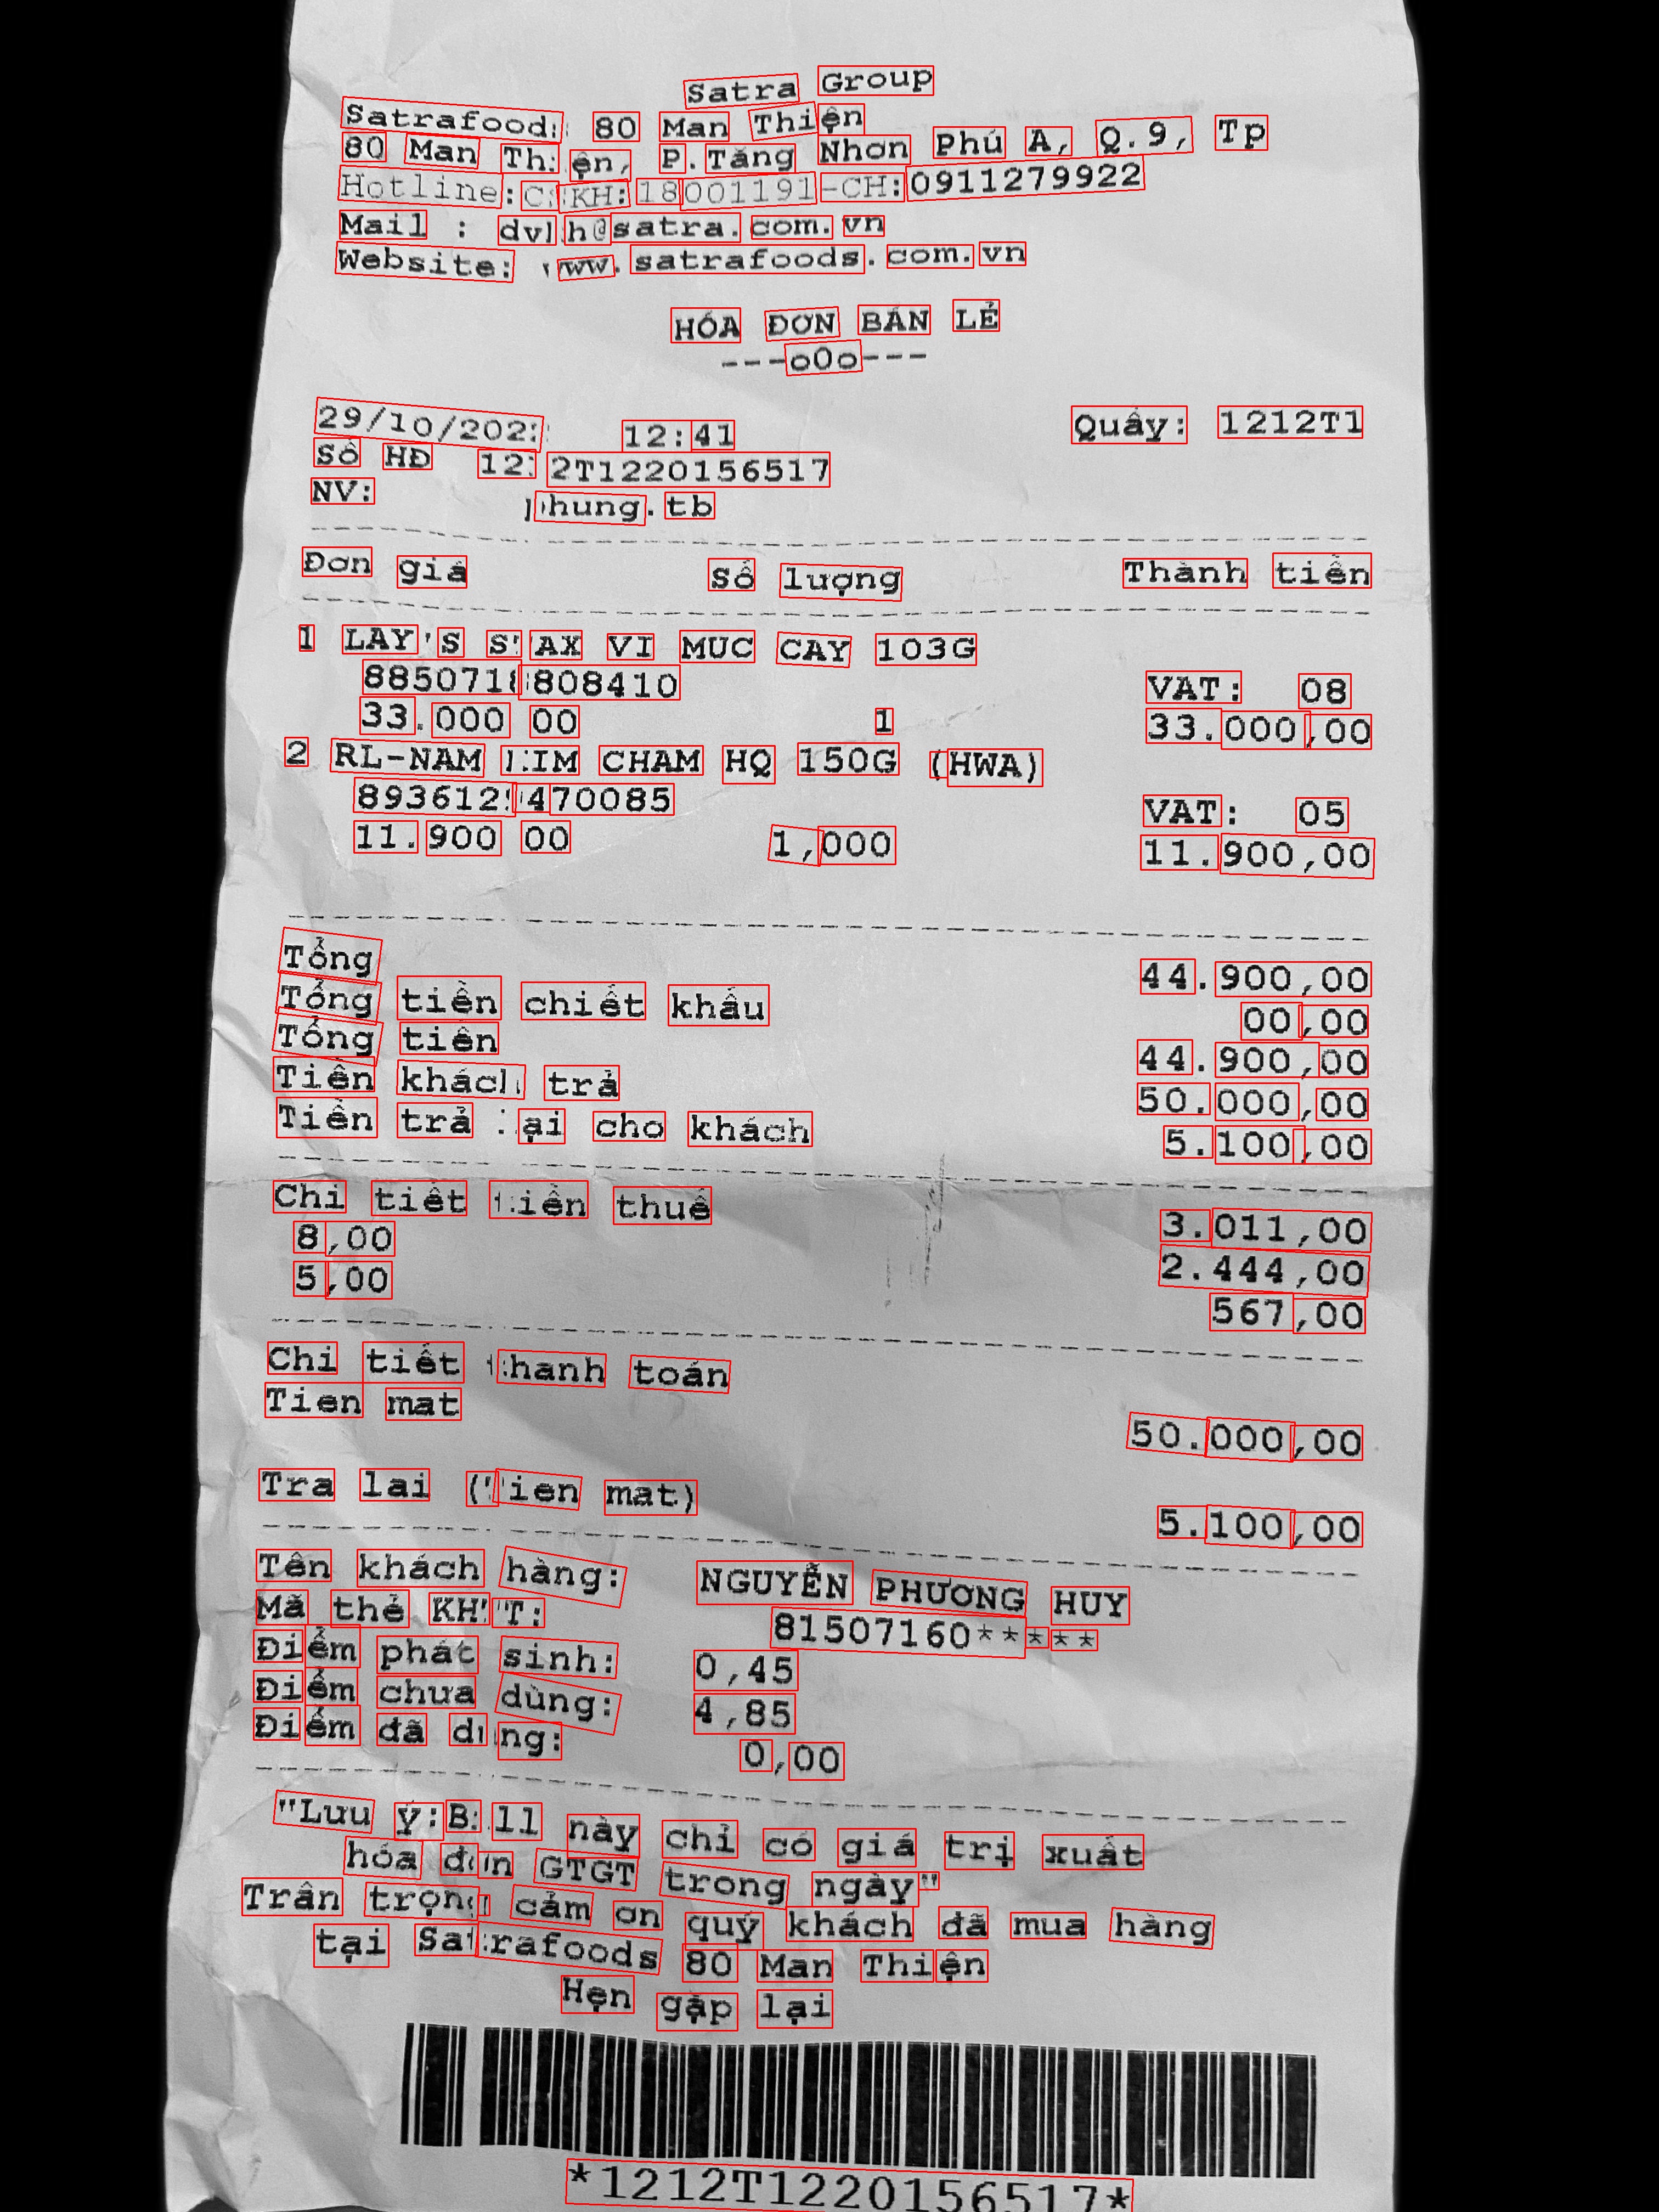 Satra Group
Satrafoods 80 Man Thiện
80 Man Thiện, P.Tăng Nhơn Phú A, Q.9, Tp
Hotline:CSKH:18001191-CH:0911279922
Mail : dvkh@satra.com.vn
Website: www.satrafoods.com.vn
HÓA ĐƠN BÁN LẺ
---o0o---
29/10/2022 12:41 Quầy: 1212T1
Số HĐ 1212T1220156517
NV: phung.tb
Đơn giá Số lượng Thành tiền
1 LAY'S STAX VI MUC CAY 103G
8850718808410 VAT: 08
33.000 00 1 33.000,00
2 RL-NAM KIM CHAM HQ 150G (HWA)
893612 470085 VAT: 05
11.900 00 1,000 11.900,00
Tổng 44.900,00
Tổng tiền chiết khấu 00,00
Tổng tiền 44.900,00
Tiền khách trả 50.000,00
Tiền trả lại cho khách 5.100,00
Chi tiết tiền thuế 3.011,00
8,00 2.444,00
5,00 567,00
Chi tiết thanh toán
Tien mat 50.000,00
Tra lai (Tien mat) 5.100,00
Tên khách hàng: NGUYỄN PHƯƠNG HUY
Mã thẻ KHTT: 81507160*****
Điểm phát sinh: 0,45
Điểm chưa dùng: 4,85
Điểm đã dùng: 0,00
"Lưu ý:Bill này chỉ có giá trị xuất
hóa đơn GTGT trong ngày"
Trân trọng cảm ơn quý khách đã mua hàng
tại Satrafoods 80 Man Thiện
Hẹn gặp lại
*1212T1220156517*